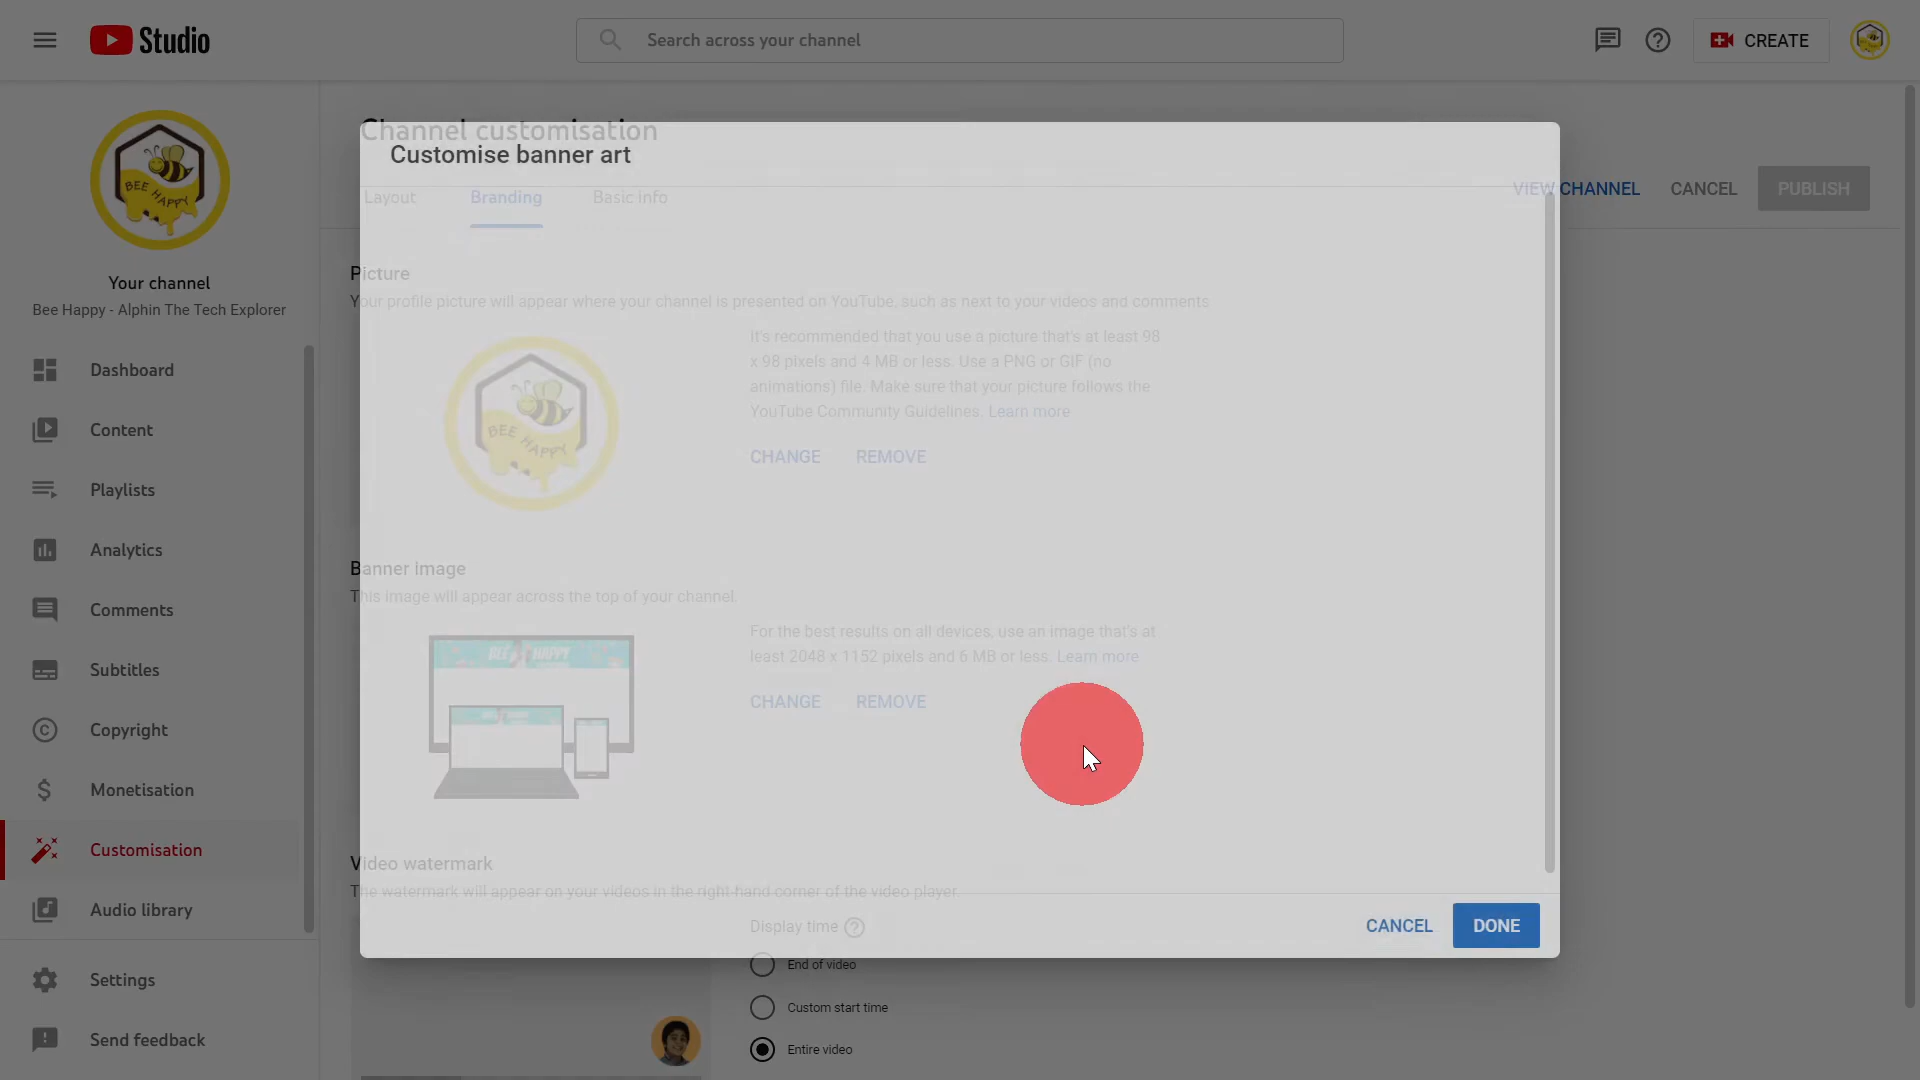 Studio
Search across your channel
CREATE
Channel customisation
Customise banner art
Layout
Branding
Basic info
VIEW CHANNEL
CANCEL
PUBLISH
BEE HAPPY
Your channel
Bee Happy - Alphin The Tech Explorer
Dashboard
Content
Playlists
Analytics
Comments
Subtitles
Copyright
Monetisation
Customisation
Audio library
Settings
Send feedback
Picture
Your profile picture will appear where your channel is presented on YouTube, such as next to your videos and comments
BEE HAPPY
It's recommended that you use a picture that's at least 98
x 98 pixels and 4 MB or less. Use a PNG or GIF (no
animations) file. Make sure that your picture follows the
YouTube Community Guidelines. Learn more
CHANGE
REMOVE
Banner image
This image will appear across the top of your channel.
BEE HAPPY
For the best results on all devices, use an image that's at
least 2048 x 1152 pixels and 6 MB or less. Learn more
CHANGE
REMOVE
Video watermark
The watermark will appear on your videos in the right-hand corner of the video player.
Display time
End of video
Custom start time
Entire video
CANCEL
DONE